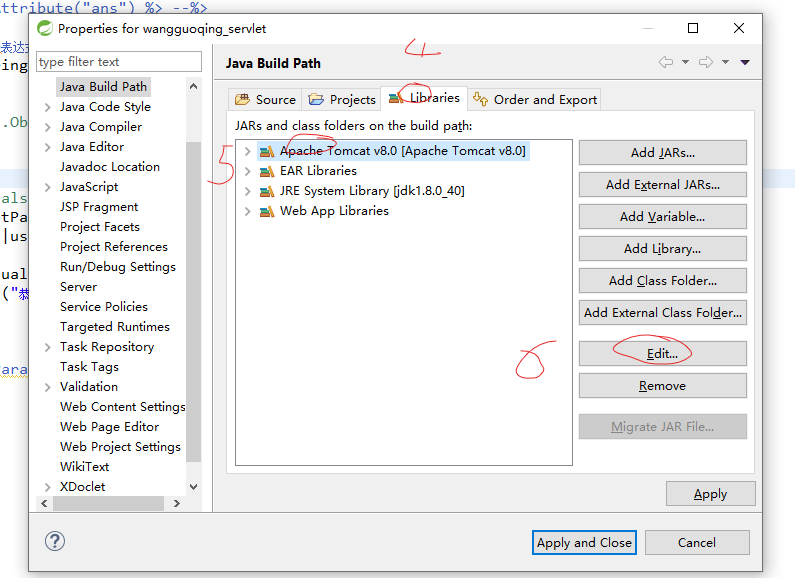 ttribute("ans") %> --%>
Properties for wangguoqing_servlet
表达式
ing
.Ob
als
tPa
|us
ual
("恭
Para
4
5
6
type filter text
Java Build Path
Java Code Style
Java Compiler
Java Editor
Javadoc Location
JavaScript
JSP Fragment
Project Facets
Project References
Run/Debug Settings
Server
Service Policies
Targeted Runtimes
Task Repository
Task Tags
Validation
Web Content Settings
Web Page Editor
Web Project Settings
WikiText
XDoclet
Java Build Path
Source Projects Libraries Order and Export
JARs and class folders on the build path:
Apache Tomcat v8.0 [Apache Tomcat v8.0]
EAR Libraries
JRE System Library [jdk1.8.0_40]
Web App Libraries
Add JARs...
Add External JARs...
Add Variable...
Add Library...
Add Class Folder...
Add External Class Folder...
Edit...
Remove
Migrate JAR File...
Apply
?
Apply and Close Cancel